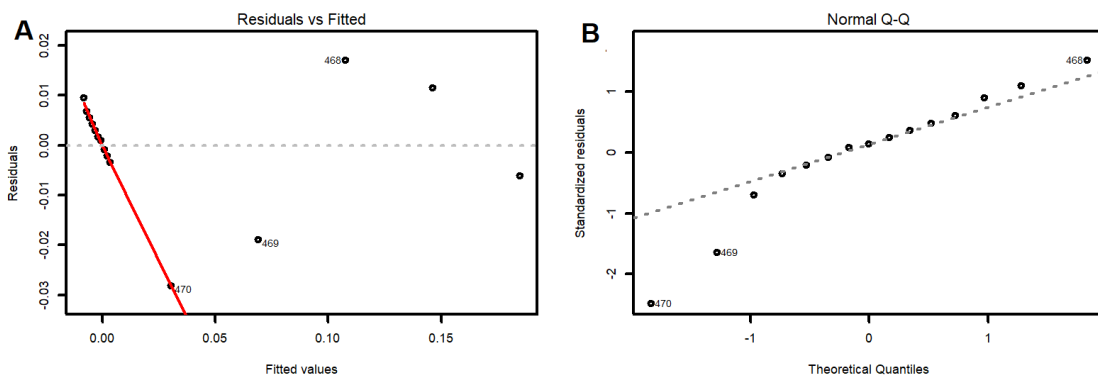 A
Residuals vs Fitted
Residuals
0.02
0.01
0.00
-0.01
-0.02
-0.03
468
469
470
0.00
0.05
0.10
0.15
Fitted values
B
Normal Q-Q
Standardized residuals
1
0
-1
-2
468
469
470
-1
0
1
Theoretical Quantiles